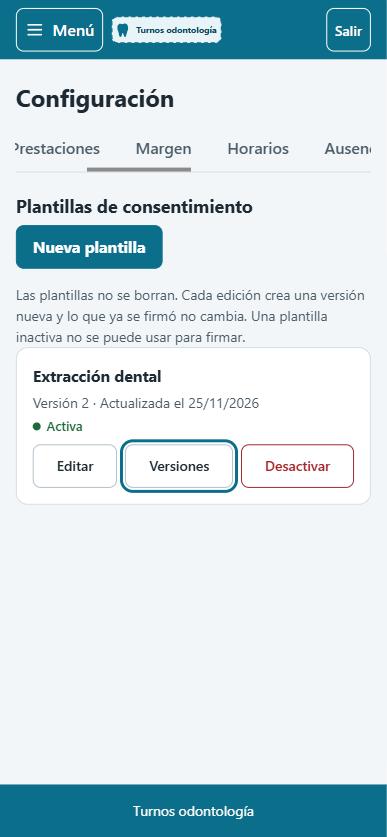 Menú
Turnos odontología
Salir
Configuración
Prestaciones Margen Horarios Ausen
Plantillas de consentimiento
Nueva plantilla
Las plantillas no se borran. Cada edición crea una versión
nueva y lo que ya se firmó no cambia. Una plantilla
inactiva no se puede usar para firmar.
Extracción dental
Versión 2 · Actualizada el 25/11/2026
Activa
Editar Versiones Desactivar
Turnos odontología